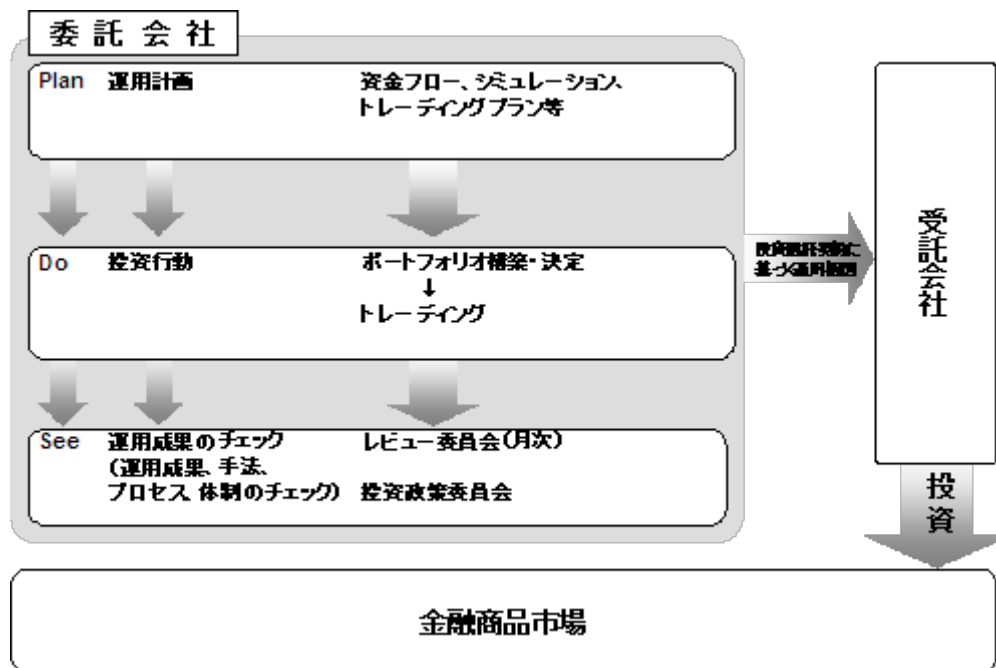 委託会社
Plan 運用計画 資金フロー、シミュレーション、
トレーディングプラン等
Do 投資行動 ポートフォリオ構築・決定
↓
トレーディング
See 運用成果のチェック レビュー委員会(月次)
(運用成果、手法、
プロセス 体制のチェック) 投資政策委員会
基づく運用
受託会社
投資
金融商品市場